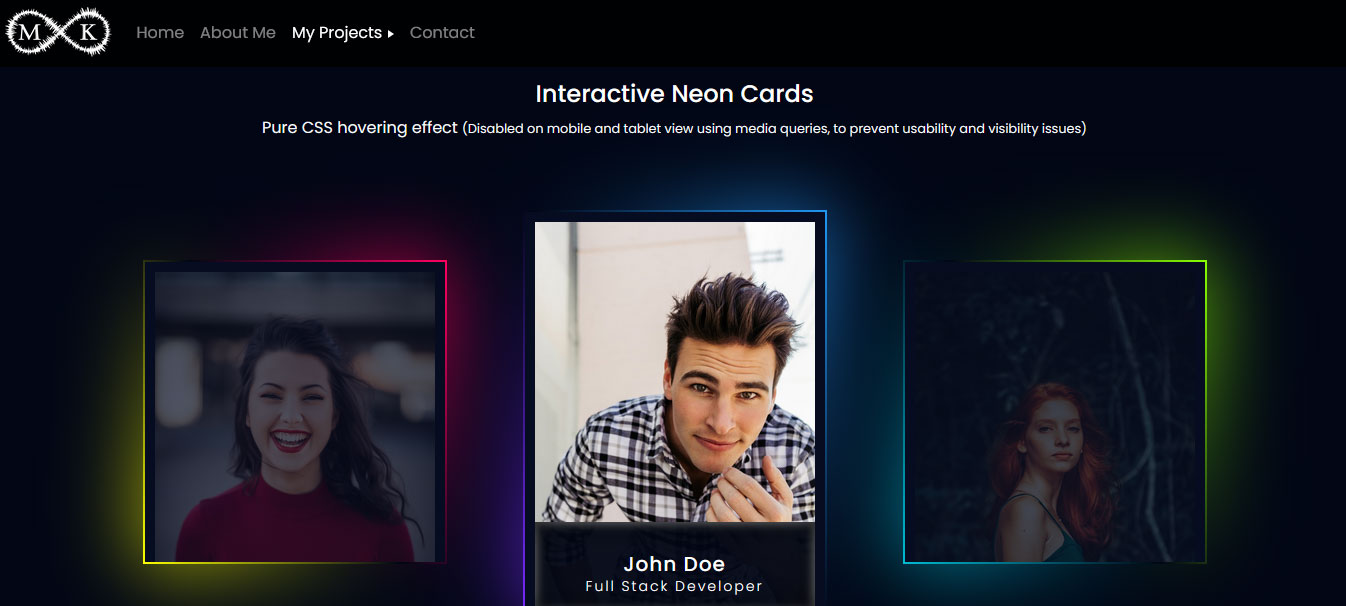 M K
Home About Me My Projects Contact
Interactive Neon Cards
Pure CSS hovering effect (Disabled on mobile and tablet view using media queries, to prevent usability and visibility issues)
John Doe
Full Stack Developer